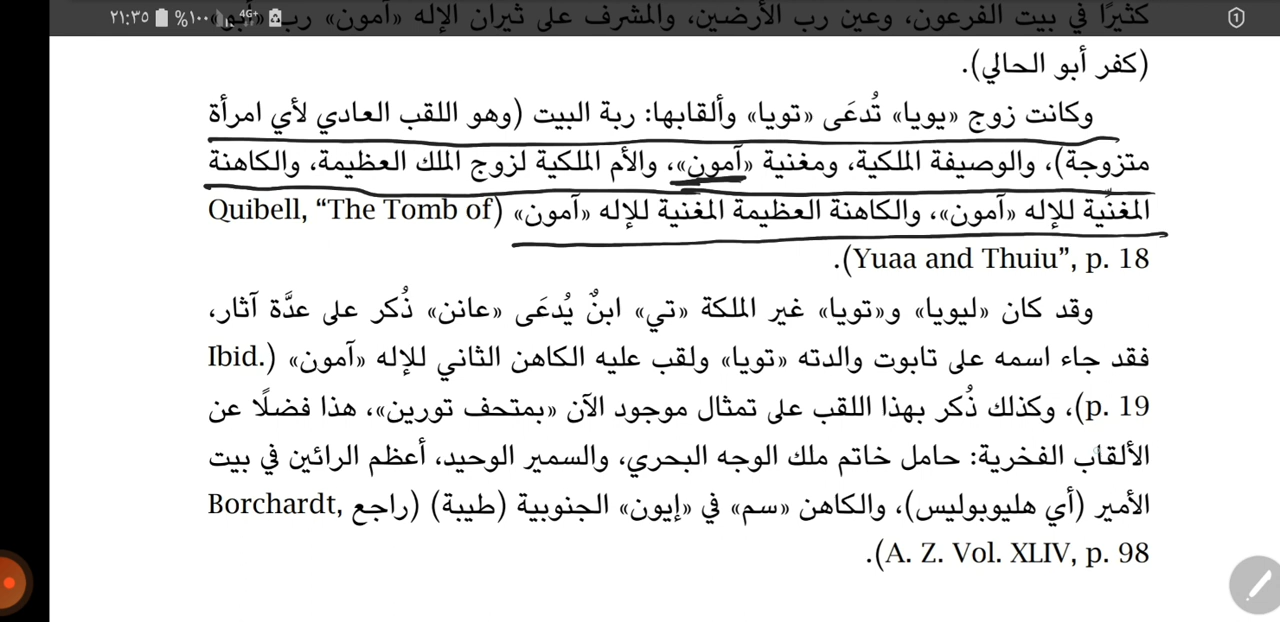 ٢١:٣٥ %١٠٠ 4G+
كثيرًا في بيت الفرعون، وعين رب الأرضين، والمشرف على ثيران الإله «آمون» رب «أبو»
(كفر أبو الحالي).
وكانت زوج «يويا» تُدعَى «تويا» وألقابها: ربة البيت (وهو اللقب العادي لأي امرأة
متزوجة)، والوصيفة الملكية، ومغنية «آمون»، والأم الملكية لزوج الملك العظيمة، والكاهنة
المغنِّية للإله «آمون»، والكاهنة العظيمة المغنية للإله «آمون» (Quibell, “The Tomb of
Yuaa and Thuiu”, p. 18).
وقد كان «ليويا» و«تويا» غير الملكة «تي» ابنٌ يُدعَى «عانن» ذُكر على عدَّة آثار،
فقد جاء اسمه على تابوت والدته «تويا» ولقب عليه الكاهن الثاني للإله «آمون» (Ibid.
p. 19)، وكذلك ذُكر بهذا اللقب على تمثال موجود الآن «بمتحف تورين»، هذا فضلًا عن
الألقاب الفخرية: حامل خاتم ملك الوجه البحري، والسمير الوحيد، أعظم الرائين في بيت
الأمير (أي هليوبوليس)، والكاهن «سم» في «إيون» الجنوبية (طيبة) (راجع Borchardt,
A. Z. Vol. XLIV, p. 98).